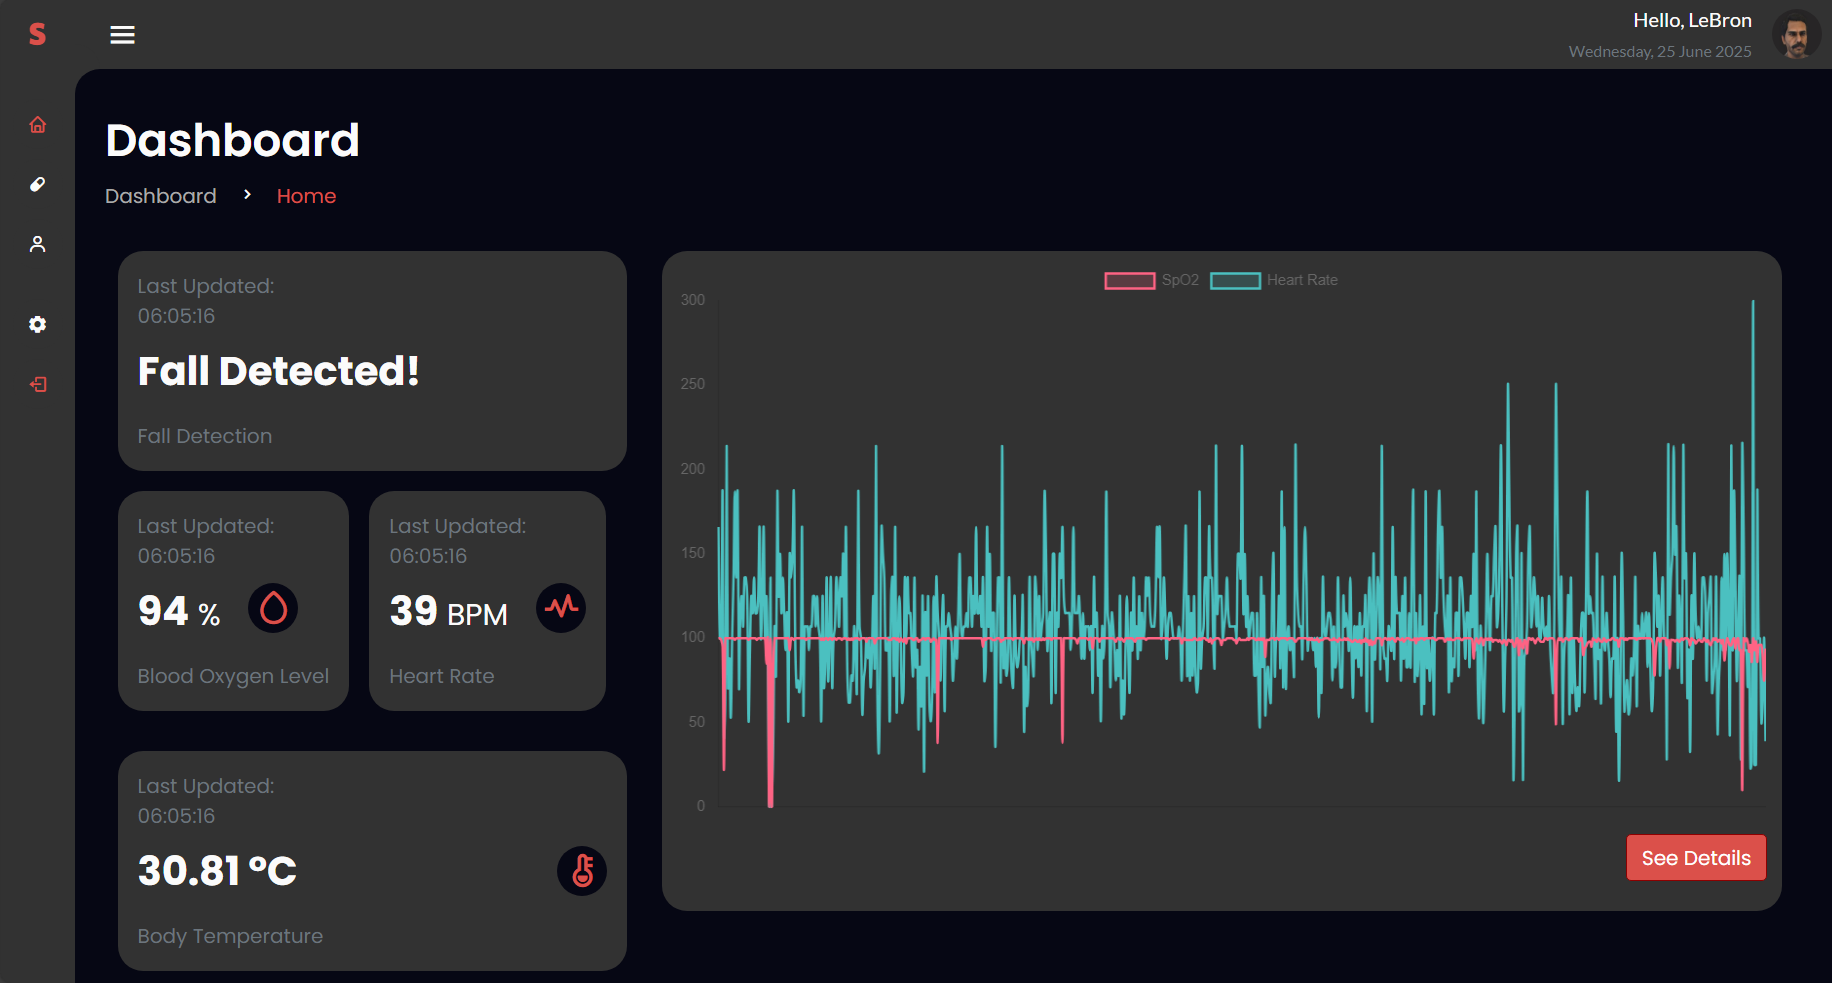 S
Hello, LeBron
Wednesday, 25 June 2025
Dashboard
Dashboard > Home
Last Updated:
06:05:16
Fall Detected!
Fall Detection
Last Updated:
06:05:16
94 %
Blood Oxygen Level
Last Updated:
06:05:16
39 BPM
Heart Rate
Last Updated:
06:05:16
30.81 °C
Body Temperature
SpO2 Heart Rate
300
250
200
150
100
50
0
See Details